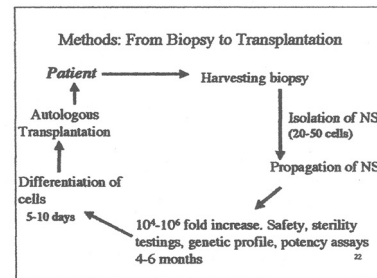 Methods: From Biopsy to Transplantation
Patient
Harvesting biopsy
Isolation of NS
(20-50 cells)
Propagation of NS
10⁴-10⁶ fold increase. Safety, sterility
testings, genetic profile, potency assays
4-6 months
Differentiation of
cells
5-10 days
Autologous
Transplantation
22